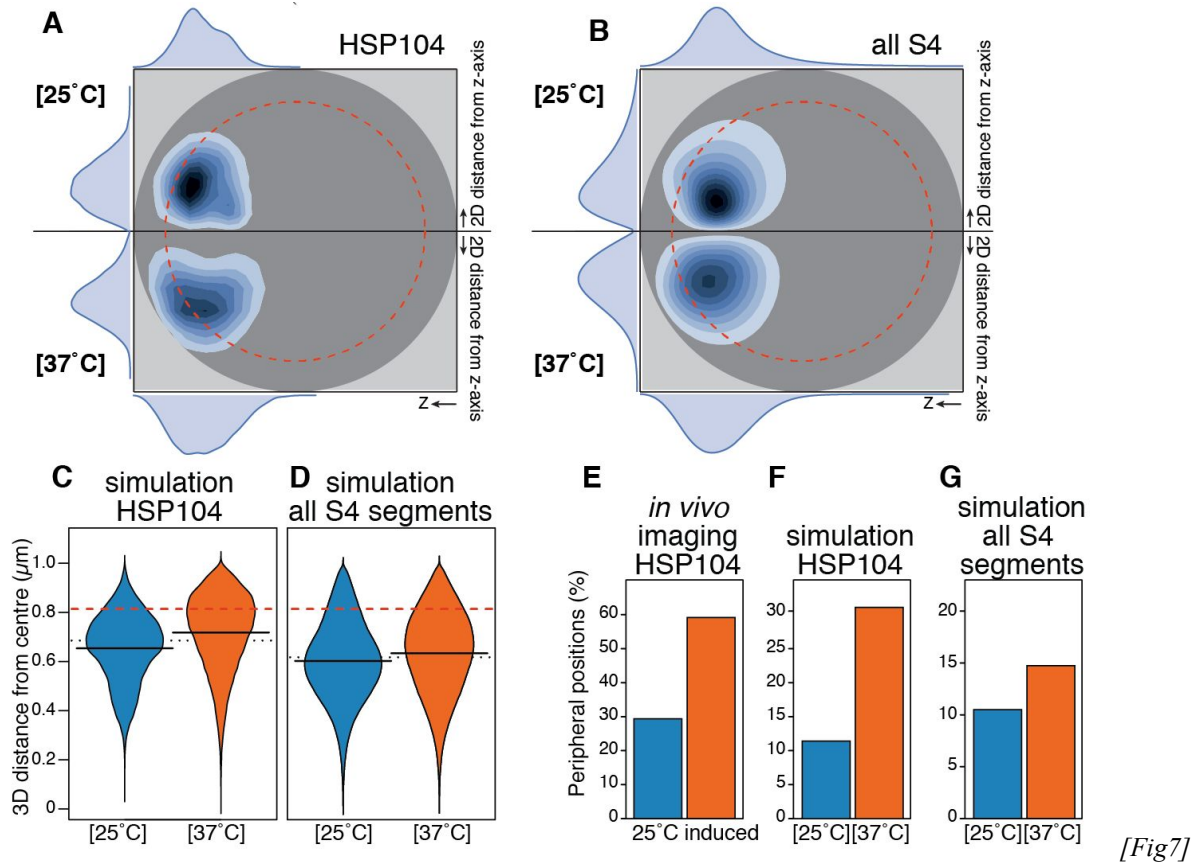 A
HSP104
[25˚C]
[37˚C]
2D distance from z-axis
2D distance from z-axis
z
B
all S4
[25˚C]
[37˚C]
2D distance from z-axis
2D distance from z-axis
z
C
simulation
HSP104
3D distance from centre (µm)
1.0
0.8
0.6
0.4
0.2
0
[25˚C] [37˚C]
D
simulation
all S4 segments
[25˚C] [37˚C]
E
in vivo
imaging
HSP104
Peripheral positions (%)
60
50
40
30
20
10
0
25˚C induced
F
simulation
HSP104
30
25
20
15
10
5
0
[25˚C][37˚C]
G
simulation
all S4
segments
20
15
10
5
0
[25˚C][37˚C]
[Fig7]